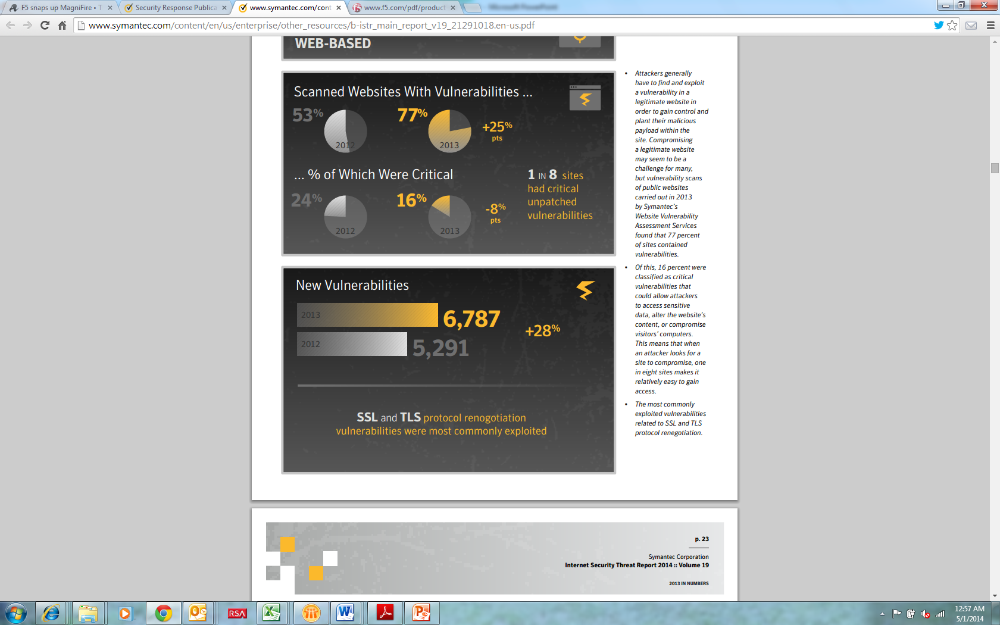 F5 snaps up MagniFire • T
Security Response Publica
www.symantec.com/cont
www.f5.com/pdf/product
Microsoft PowerPoint
www.symantec.com/content/en/us/enterprise/other_resources/b-istr_main_report_v19_21291018.en-us.pdf
WEB-BASED
Scanned Websites With Vulnerabilities ...
53%
2012
77%
2013
+25%
pts
... % of Which Were Critical
24%
2012
16%
2013
-8%
pts
1 IN 8 sites
had critical
unpatched
vulnerabilities
New Vulnerabilities
2013
6,787
2012
5,291
+28%
SSL and TLS protocol renogotiation
vulnerabilities were most commonly exploited
• Attackers generally
have to find and exploit
a vulnerability in a
legitimate website in
order to gain control and
plant their malicious
payload within the
site. Compromising
a legitimate website
may seem to be a
challenge for many,
but vulnerability scans
of public websites
carried out in 2013
by Symantec's
Website Vulnerability
Assessment Services
found that 77 percent
of sites contained
vulnerabilities.
• Of this, 16 percent were
classified as critical
vulnerabilities that
could allow attackers
to access sensitive
data, alter the website's
content, or compromise
visitors' computers.
This means that when
an attacker looks for a
site to compromise, one
in eight sites makes it
relatively easy to gain
access.
• The most commonly
exploited vulnerabilities
related to SSL and TLS
protocol renegotiation.
p. 23
Symantec Corporation
Internet Security Threat Report 2014 :: Volume 19
2013 IN NUMBERS
RSA
12:57 AM
5/1/2014